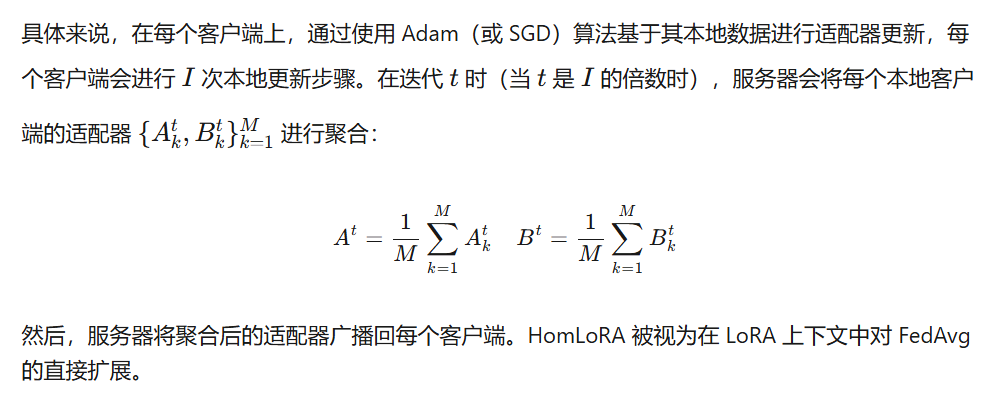 具体来说，在每个客户端上，通过使用 Adam（或 SGD）算法基于其本地数据进行适配器更新，每
个客户端会进行 I 次本地更新步骤。在迭代 t 时（当 t 是 I 的倍数时），服务器会将每个本地客户
端的适配器 {A_k^t, B_k^t}_{k=1}^M 进行聚合：
A^t = \frac{1}{M} \sum_{k=1}^{M} A_k^t   B^t = \frac{1}{M} \sum_{k=1}^{M} B_k^t
然后，服务器将聚合后的适配器广播回每个客户端。HomLoRA 被视为在 LoRA 上下文中对 FedAvg
的直接扩展。